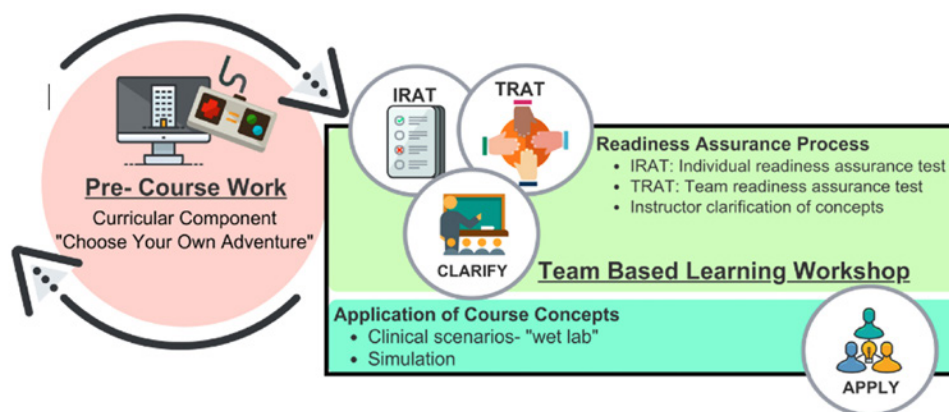 Pre- Course Work
Curricular Component
"Choose Your Own Adventure"
IRAT
TRAT
CLARIFY
Readiness Assurance Process
• IRAT: Individual readiness assurance test
• TRAT: Team readiness assurance test
• Instructor clarification of concepts
Team Based Learning Workshop
Application of Course Concepts
• Clinical scenarios- "wet lab"
• Simulation
APPLY